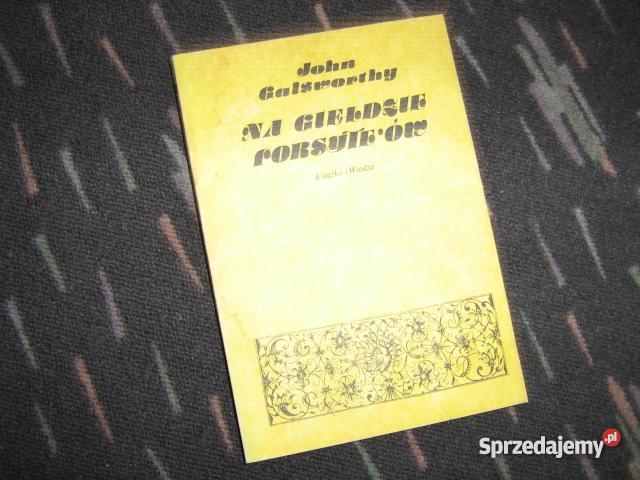 John
Galsworthy
NA GIEŁDZIE
FORSYTE'ÓW
Książka i Wiedza
Sprzedajemy.pl